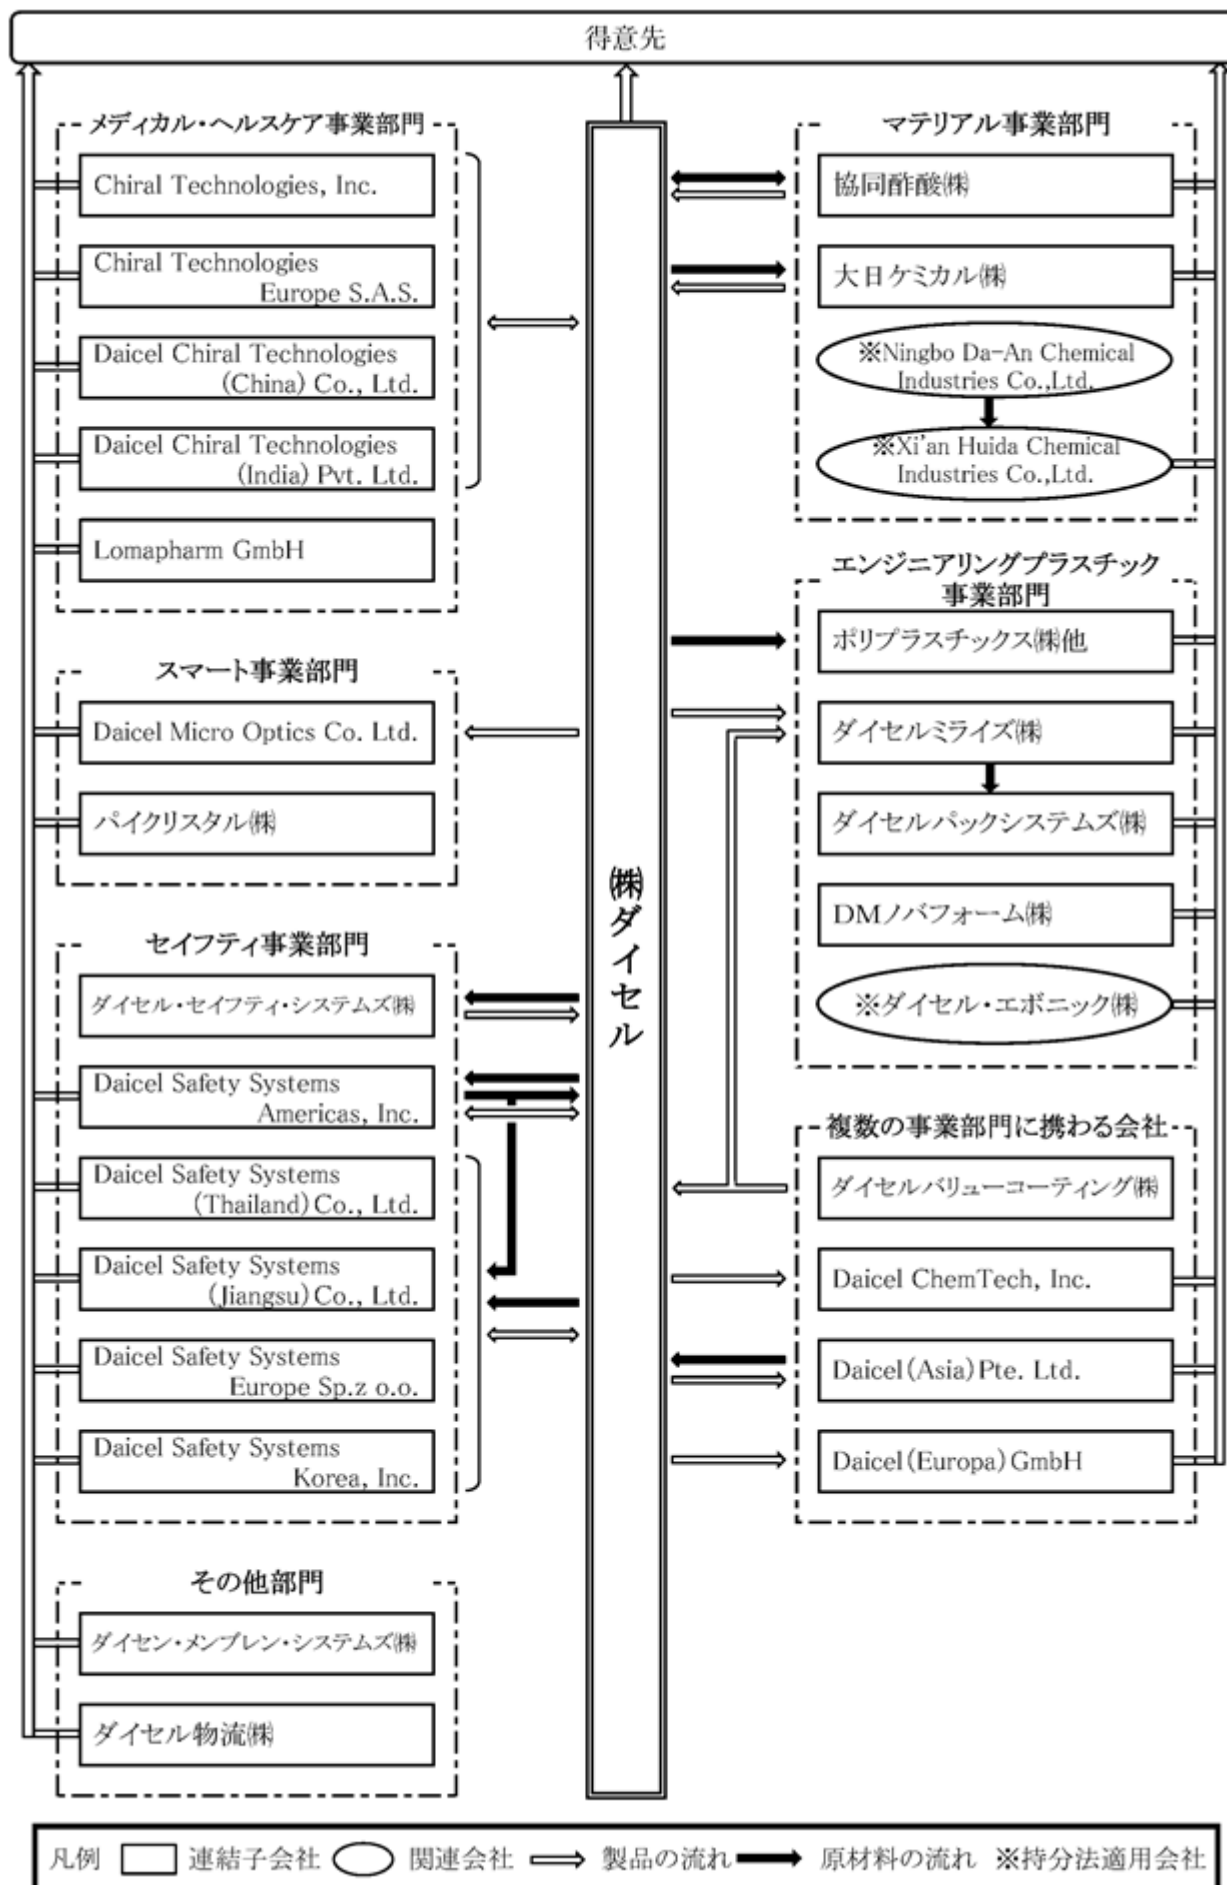 得意先
メディカル・ヘルスケア事業部門
Chiral Technologies, Inc.
Chiral Technologies
Europe S.A.S.
Daicel Chiral Technologies
(China) Co., Ltd.
Daicel Chiral Technologies
(India) Pvt. Ltd.
Lomapharm GmbH
スマート事業部門
Daicel Micro Optics Co. Ltd.
パイクリスタル㈱
セイフティ事業部門
ダイセル・セイフティ・システムズ㈱
Daicel Safety Systems
Americas, Inc.
Daicel Safety Systems
(Thailand) Co., Ltd.
Daicel Safety Systems
(Jiangsu) Co., Ltd.
Daicel Safety Systems
Europe Sp.z o.o.
Daicel Safety Systems
Korea, Inc.
その他部門
ダイセン・メンブレン・システムズ㈱
ダイセル物流㈱
㈱ダイセル
マテリアル事業部門
協同酢酸㈱
大日ケミカル㈱
※Ningbo Da-An Chemical
Industries Co.,Ltd.
※Xi'an Huida Chemical
Industries Co.,Ltd.
エンジニアリングプラスチック
事業部門
ポリプラスチックス㈱他
ダイセルミライズ㈱
ダイセルパックシステムズ㈱
DMノバフォーム㈱
※ダイセル・エボニック㈱
複数の事業部門に携わる会社
ダイセルバリューコーティング㈱
Daicel ChemTech, Inc.
Daicel (Asia) Pte. Ltd.
Daicel (Europa) GmbH
凡例 連結子会社 関連会社 製品の流れ 原材料の流れ ※持分法適用会社